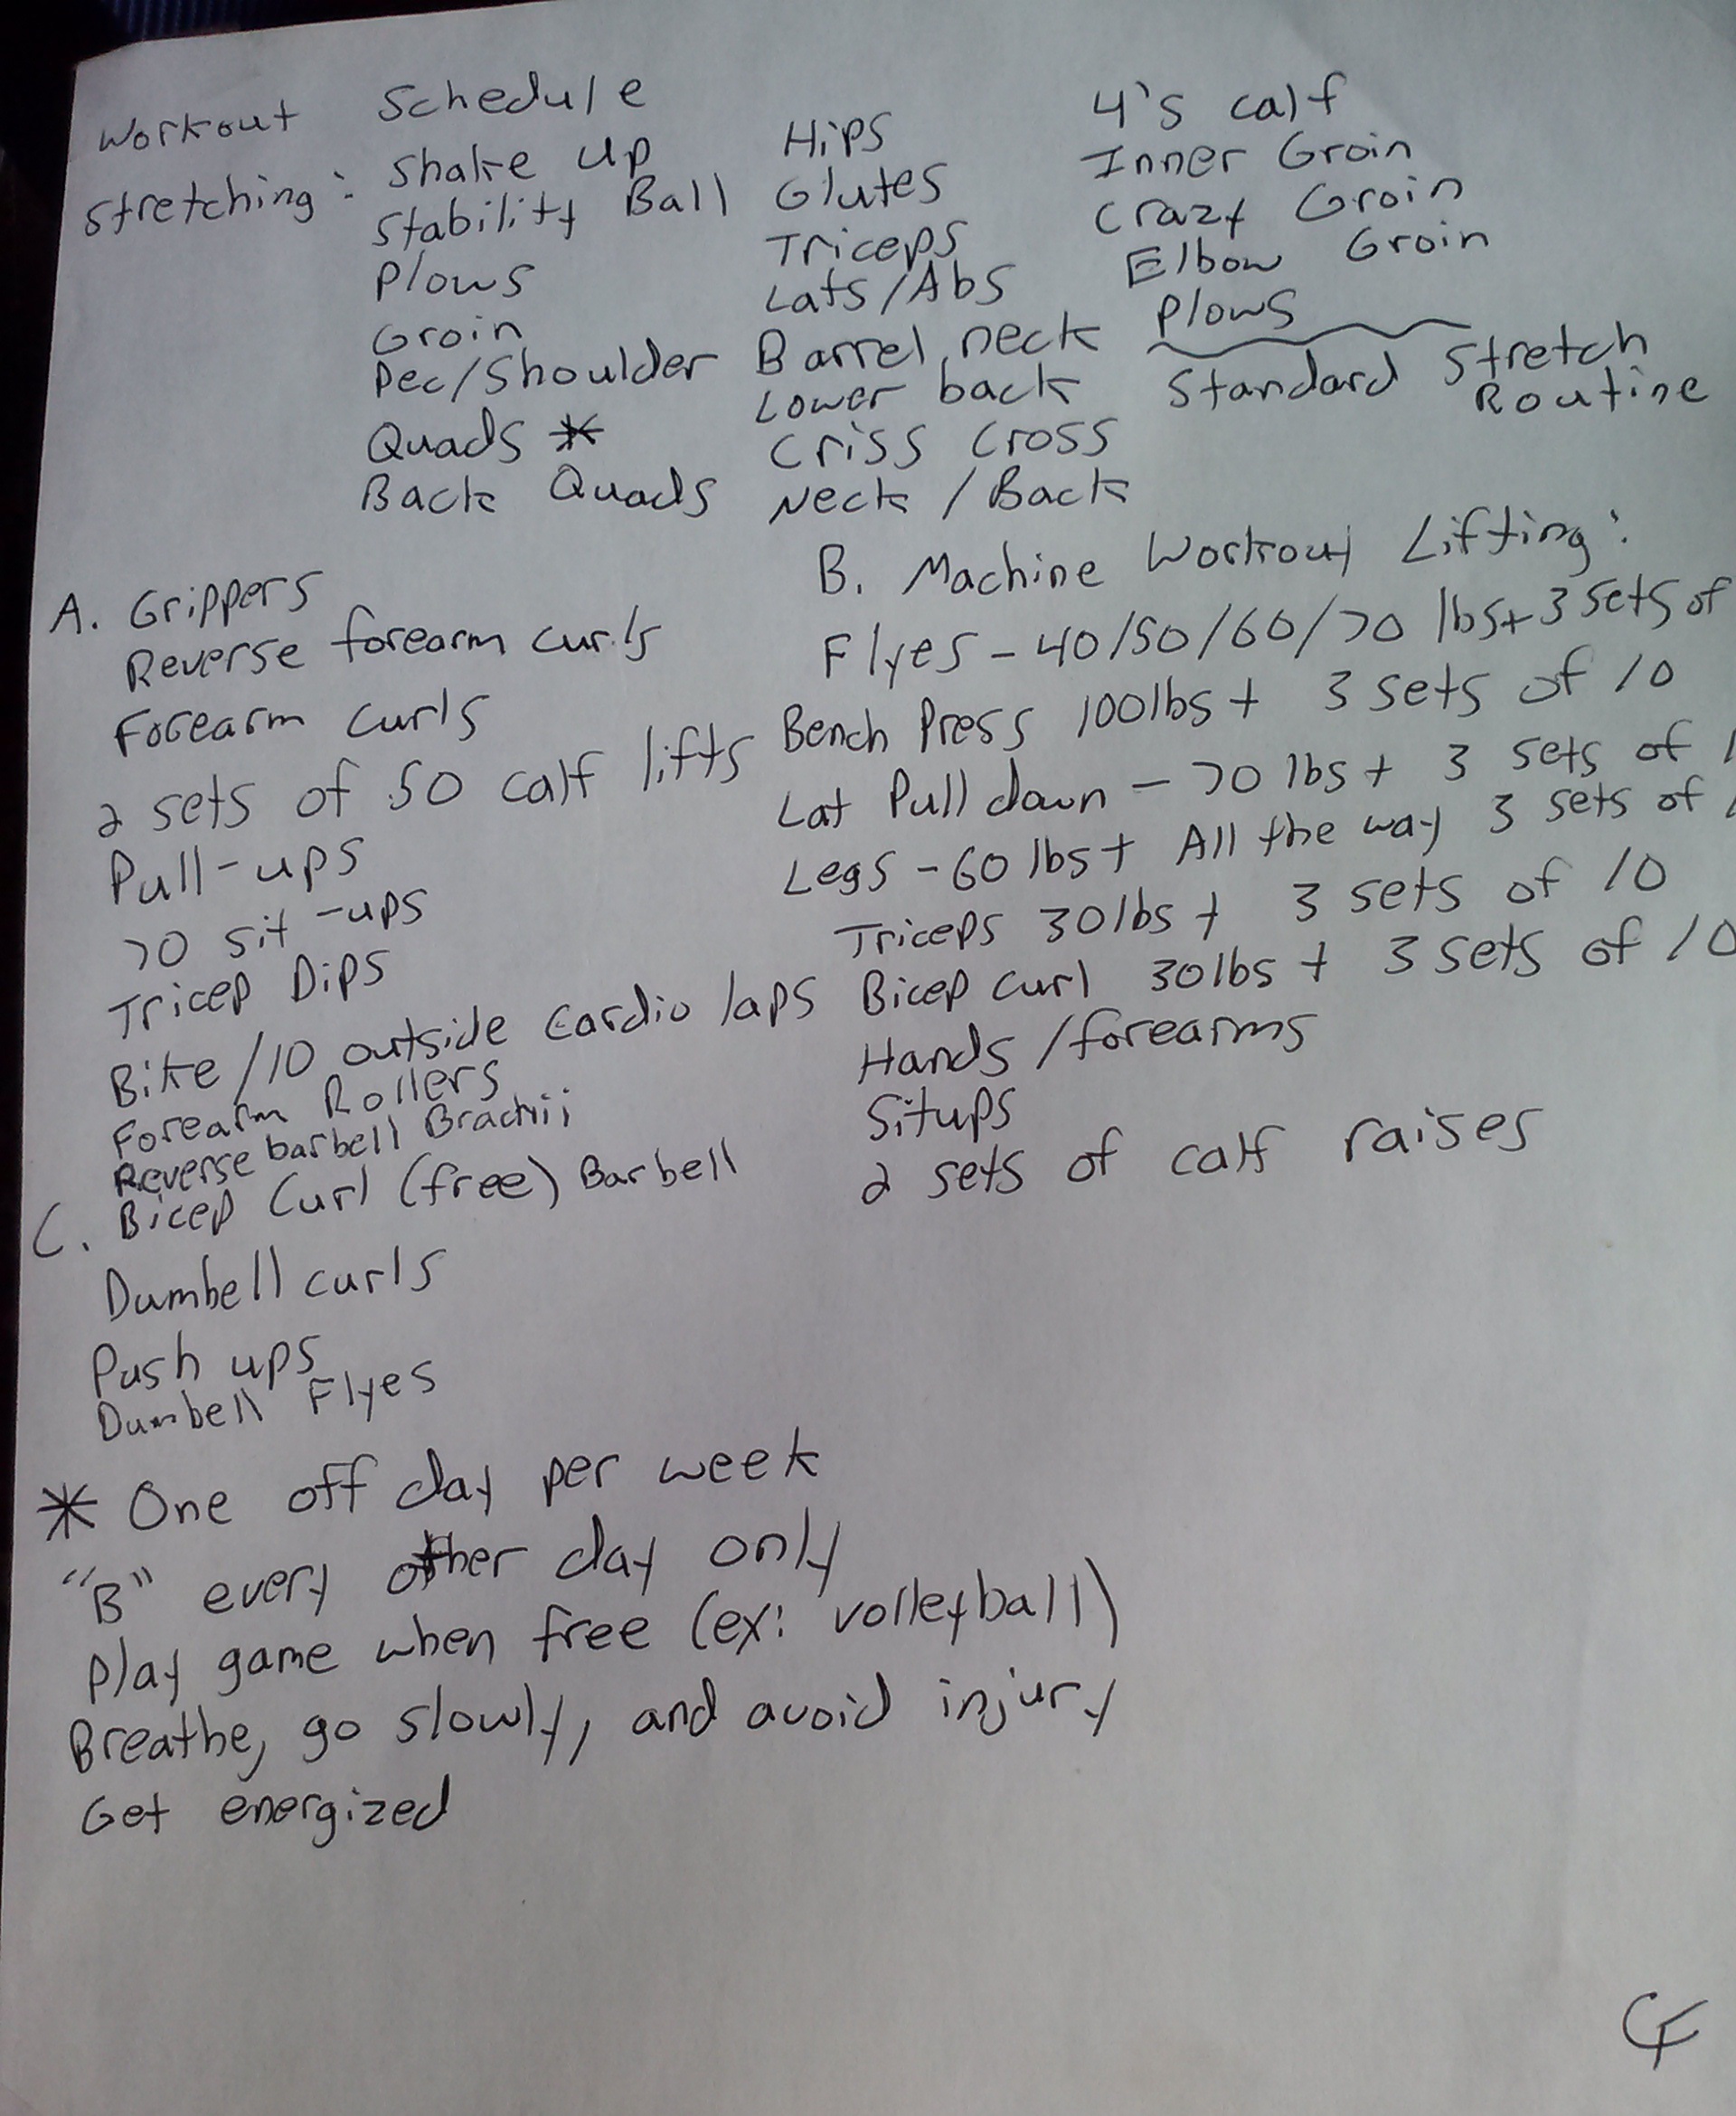 Workout Schedule
Stretching: Shake Up
Stability Ball
Plows
Groin
Pec/Shoulder
Quads *
Back Quads
Hips
Glutes
Triceps
Lats/Abs
Barrel, neck
Lower back
Criss Cross
Neck / Back
4's calf
Inner Groin
Crazy Groin
Elbow Groin
Plows
Standard Stretch
Routine
A. Grippers
Reverse forearm curls
Forearm curls
2 sets of 50 calf lifts
Pull-ups
70 sit-ups
Tricep Dips
Bike/10 outside cardio laps
Forearm Rollers
Reverse barbell Brachii
B. Machine Workout Lifting:
Flyes - 40/50/60/70 lbs+ 3 sets of
Bench Press 100lbs + 3 sets of 10
Lat Pull down - 70 lbs + 3 sets of
Legs - 60 lbs + All the way 3 sets of
Triceps 30lbs + 3 sets of 10
Bicep Curl 30lbs + 3 sets of 10
Hands/forearms
Situps
2 sets of calf raises
C. Bicep Curl (free) Barbell
Dumbell curls
Push ups
Dumbell Flyes
* One off day per week
"B" every other day only
Play game when free (ex: volleyball)
Breathe, go slowly, and avoid injury
Get energized
CF